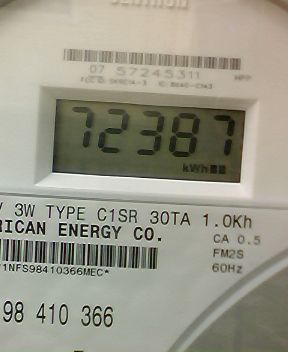 CENTRON
07 57245311
72387
kWh
V 3W TYPE C1SR 30TA 1.0Kh
RICAN ENERGY CO.
CA 0.5
FM2S
60Hz
*1NFS98410366MEC*
98 410 366